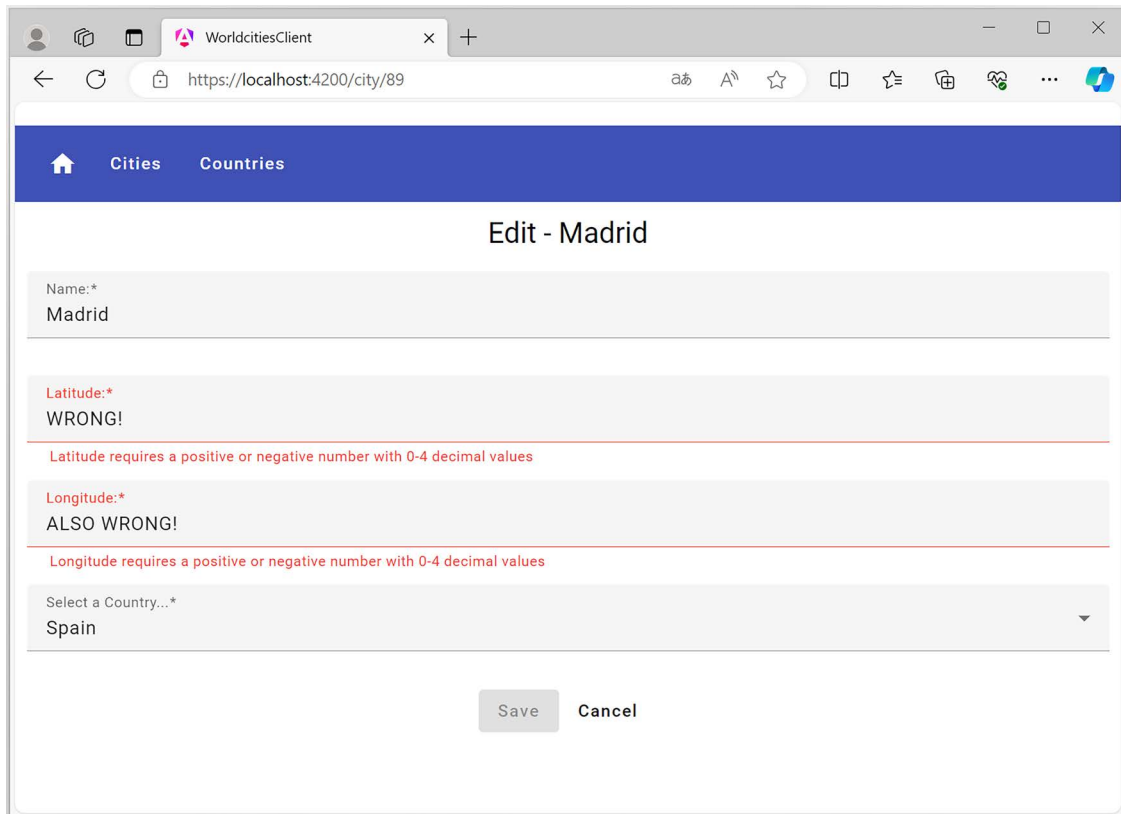 WorldcitiesClient
https://localhost:4200/city/89
aあ A
Cities Countries
Edit - Madrid
Name:*
Madrid
Latitude:*
WRONG!
Latitude requires a positive or negative number with 0-4 decimal values
Longitude:*
ALSO WRONG!
Longitude requires a positive or negative number with 0-4 decimal values
Select a Country...*
Spain
Save Cancel